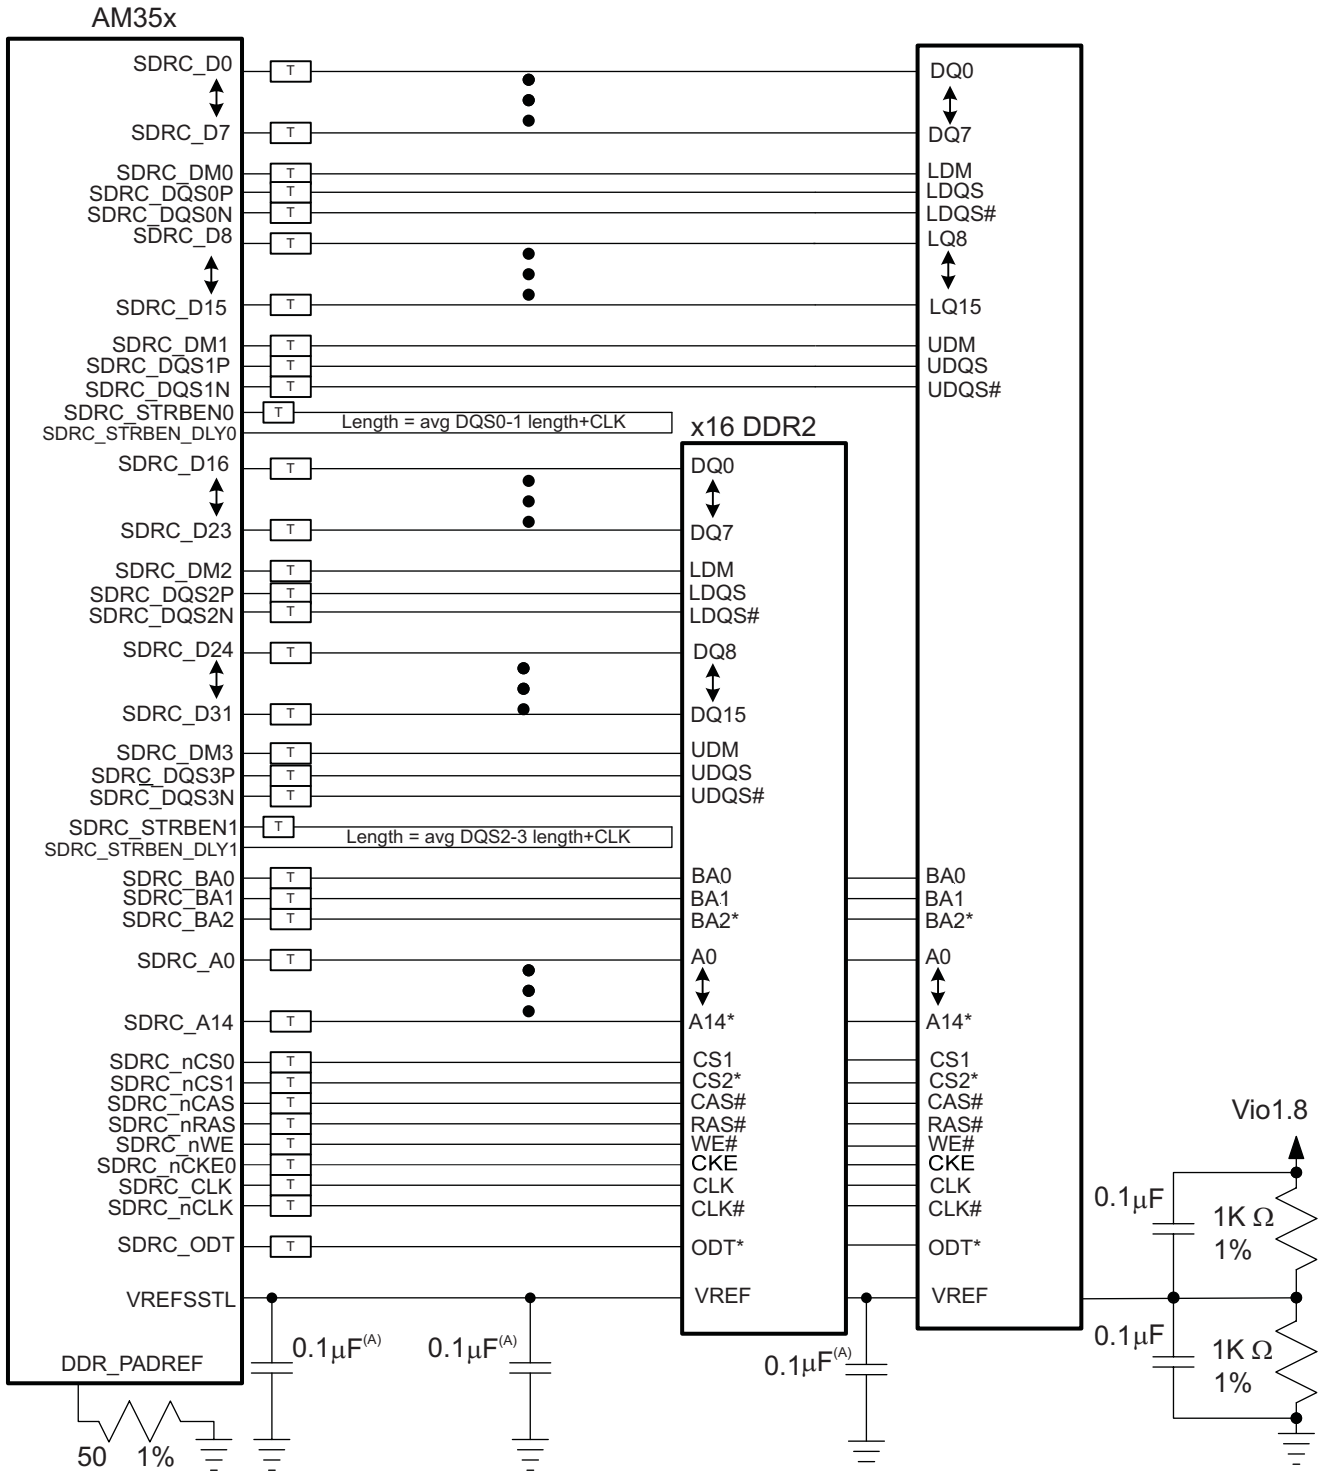 AM35x
SDRC_D0
T
DQ0
SDRC_D7
T
DQ7
SDRC_DM0
T
LDM
SDRC_DQS0P
T
LDQS
SDRC_DQS0N
T
LDQS#
SDRC_D8
T
LQ8
SDRC_D15
T
LQ15
SDRC_DM1
T
UDM
SDRC_DQS1P
T
UDQS
SDRC_DQS1N
T
UDQS#
SDRC_STRBEN0
T
Length = avg DQS0-1 length+CLK
SDRC_STRBEN_DLY0
x16 DDR2
SDRC_D16
T
DQ0
SDRC_D23
T
DQ7
SDRC_DM2
T
LDM
SDRC_DQS2P
T
LDQS
SDRC_DQS2N
T
LDQS#
SDRC_D24
T
DQ8
SDRC_D31
T
DQ15
SDRC_DM3
T
UDM
SDRC_DQS3P
T
UDQS
SDRC_DQS3N
T
UDQS#
SDRC_STRBEN1
T
Length = avg DQS2-3 length+CLK
SDRC_STRBEN_DLY1
SDRC_BA0
T
BA0
BA0
SDRC_BA1
T
BA1
BA1
SDRC_BA2
T
BA2*
BA2*
SDRC_A0
T
A0
A0
SDRC_A14
T
A14*
A14*
SDRC_nCS0
T
CS1
CS1
SDRC_nCS1
T
CS2*
CS2*
SDRC_nCAS
T
CAS#
CAS#
SDRC_nRAS
T
RAS#
RAS#
SDRC_nWE
T
WE#
WE#
SDRC_nCKE0
T
CKE
CKE
SDRC_CLK
T
CLK
CLK
SDRC_nCLK
T
CLK#
CLK#
SDRC_ODT
T
ODT*
ODT*
VREFSSTL
VREF
VREF
Vio1.8
0.1μF
1K Ω
1%
0.1μF
1K Ω
1%
0.1μF(A)
0.1μF(A)
0.1μF(A)
DDR_PADREF
50 1%